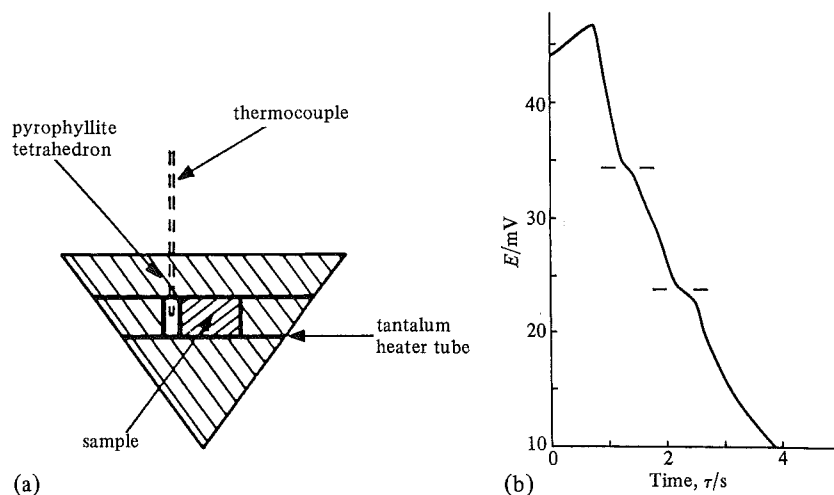 thermocouple
pyrophyllite
tetrahedron
tantalum
heater tube
sample
(a)
E/mV
40
30
20
10
0
2
4
Time, τ/s
(b)